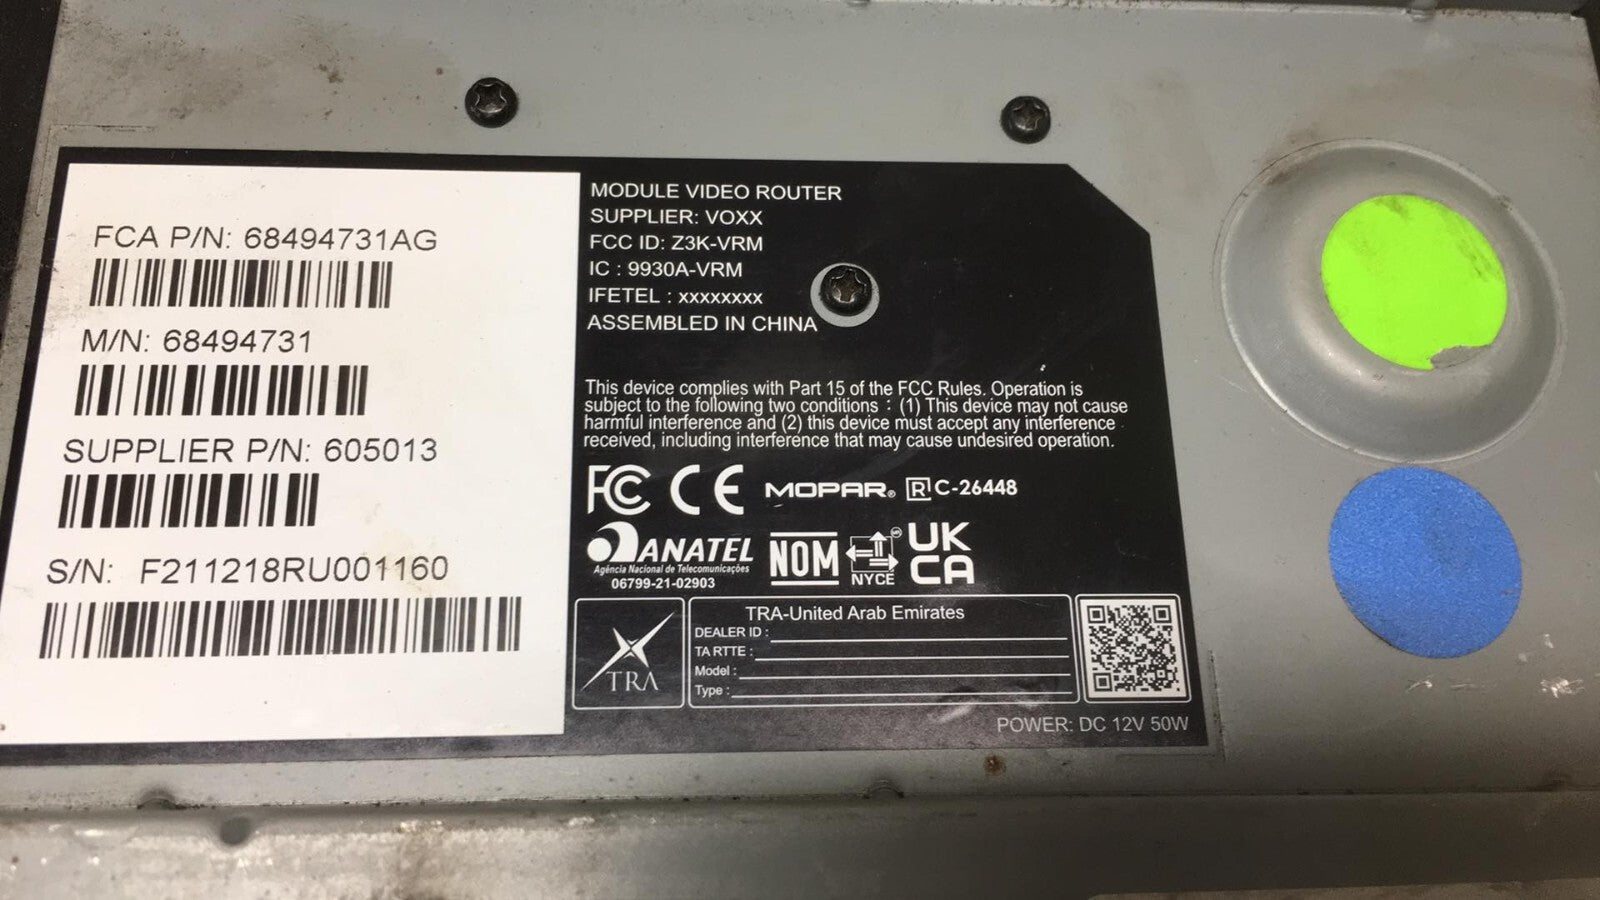 FCA P/N: 68494731AG
M/N: 68494731
SUPPLIER P/N: 605013
S/N: F211218RU001160
MODULE VIDEO ROUTER
SUPPLIER: VOXX
FCC ID: Z3K-VRM
IC : 9930A-VRM
IFETEL : xxxxxxxx
ASSEMBLED IN CHINA
This device complies with Part 15 of the FCC Rules. Operation is
subject to the following two conditions : (1) This device may not cause
harmful interference and (2) this device must accept any interference
received, including interference that may cause undesired operation.
FC CE MOPAR® R C-26448
ANATEL NOM UK
Agência Nacional de Telecomunicações NYCE CA
06799-21-02903
TRA
TRA-United Arab Emirates
DEALER ID :
TA RTTE :
Model :
Type :
POWER: DC 12V 50W